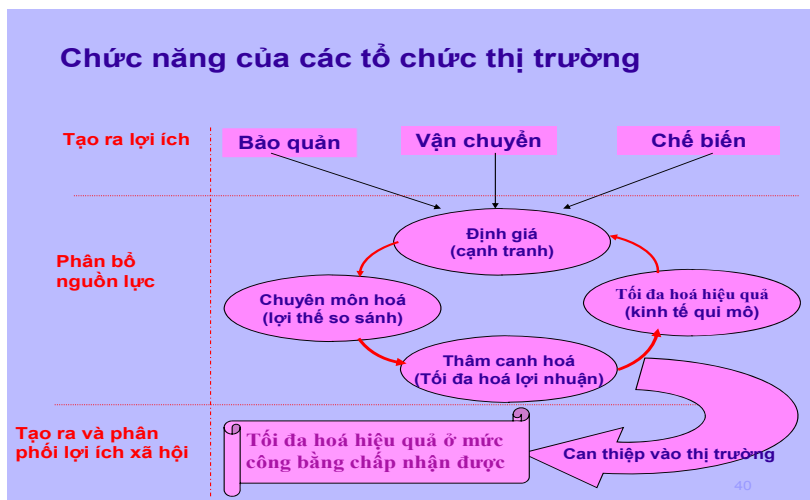 Chức năng của các tổ chức thị trường
Tạo ra lợi ích
Bảo quản
Vận chuyển
Chế biến
Phân bổ
nguồn lực
Định giá
(cạnh tranh)
Chuyên môn hoá
(lợi thế so sánh)
Tối đa hoá hiệu quả
(kinh tế qui mô)
Thâm canh hoá
(Tối đa hoá lợi nhuận)
Tạo ra và phân
phối lợi ích xã hội
Tối đa hoá hiệu quả ở mức
công bằng chấp nhận được
Can thiệp vào thị trường
40